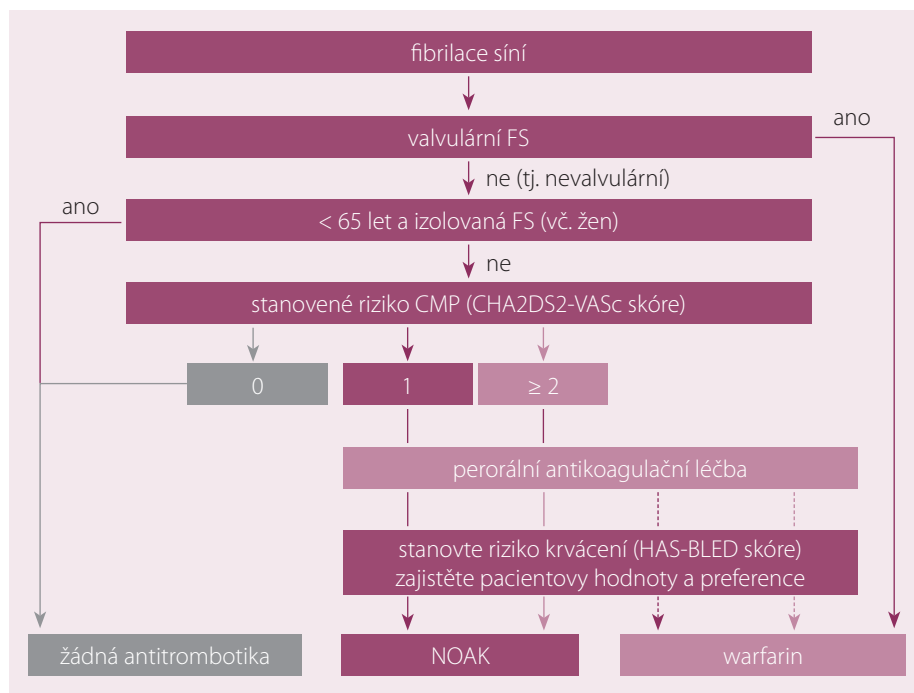 fibrilace síní
valvulární FS
ano
ne (tj. nevalvulární)
ano
< 65 let a izolovaná FS (vč. žen)
ne
stanovené riziko CMP (CHA2DS2-VASc skóre)
0
1
≥ 2
perorální antikoagulační léčba
stanovte riziko krvácení (HAS-BLED skóre)
zajistěte pacientovy hodnoty a preference
žádná antitrombotika
NOAK
warfarin